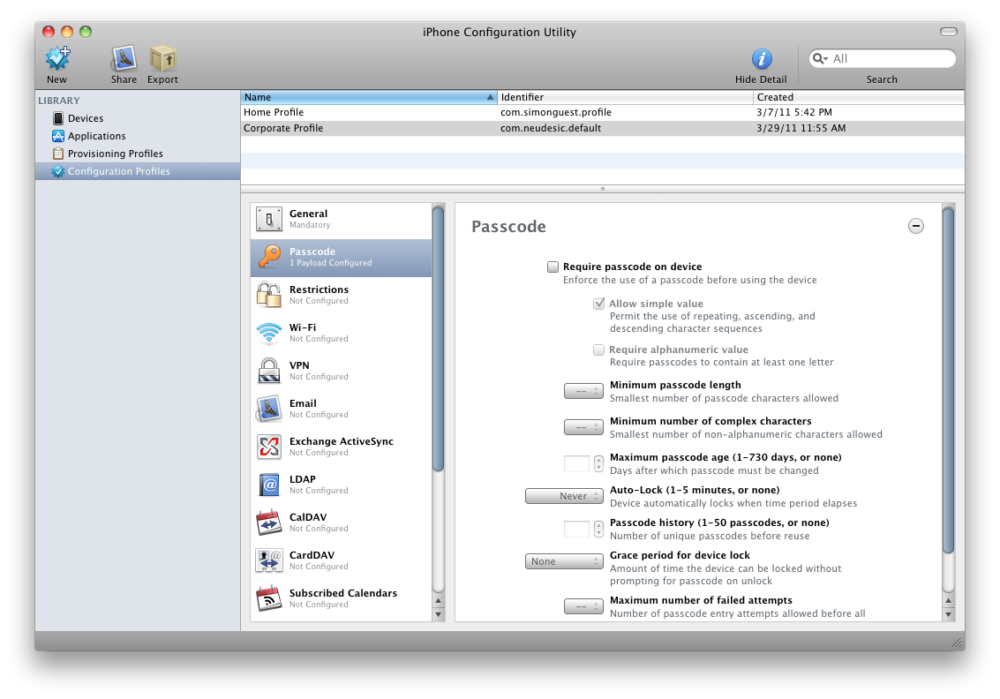 iPhone Configuration Utility
New
Share
Export
Hide Detail
All
Search
LIBRARY
Devices
Applications
Provisioning Profiles
Configuration Profiles
Name Identifier Created
Home Profile com.simonguest.profile 3/7/11 5:42 PM
Corporate Profile com.neudesic.default 3/29/11 11:55 AM
General
Mandatory
Passcode
1 Payload Configured
Restrictions
Not Configured
Wi-Fi
Not Configured
VPN
Not Configured
Email
Not Configured
Exchange ActiveSync
Not Configured
LDAP
Not Configured
CalDAV
Not Configured
CardDAV
Not Configured
Subscribed Calendars
Not Configured
Passcode
Require passcode on device
Enforce the use of a passcode before using the device
Allow simple value
Permit the use of repeating, ascending, and
descending character sequences
Require alphanumeric value
Require passcodes to contain at least one letter
-- Minimum passcode length
Smallest number of passcode characters allowed
-- Minimum number of complex characters
Smallest number of non-alphanumeric characters allowed
Maximum passcode age (1-730 days, or none)
Days after which passcode must be changed
Never Auto-Lock (1-5 minutes, or none)
Device automatically locks when time period elapses
Passcode history (1-50 passcodes, or none)
Number of unique passcodes before reuse
None Grace period for device lock
Amount of time the device can be locked without
prompting for passcode on unlock
-- Maximum number of failed attempts
Number of passcode entry attempts allowed before all